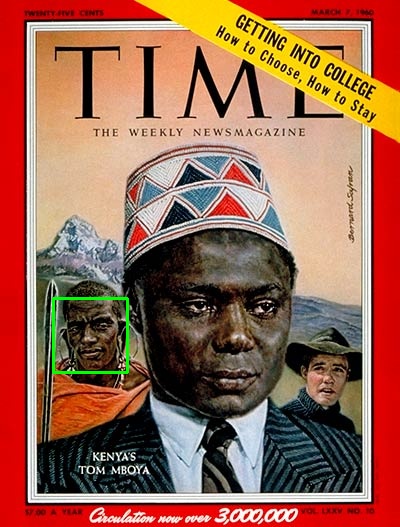 TWENTY-FIVE CENTS
MARCH 7, 1960
GETTING INTO COLLEGE
How to Choose, How to Stay
TIME
THE WEEKLY NEWSMAGAZINE
Bernard Safran
KENYA'S
TOM MBOYA
$7.00 A YEAR
Circulation now over 3,000,000
VOL. LXXV NO. 10